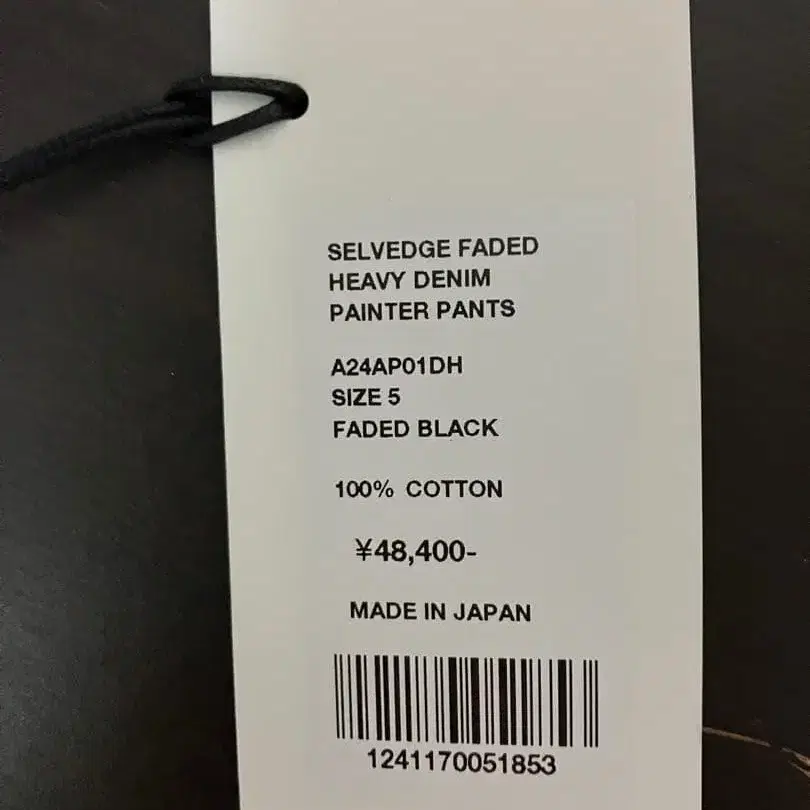 SELVEDGE FADED
HEAVY DENIM
PAINTER PANTS
A24AP01DH
SIZE 5
FADED BLACK
100% COTTON
¥48,400-
MADE IN JAPAN
1241170051853